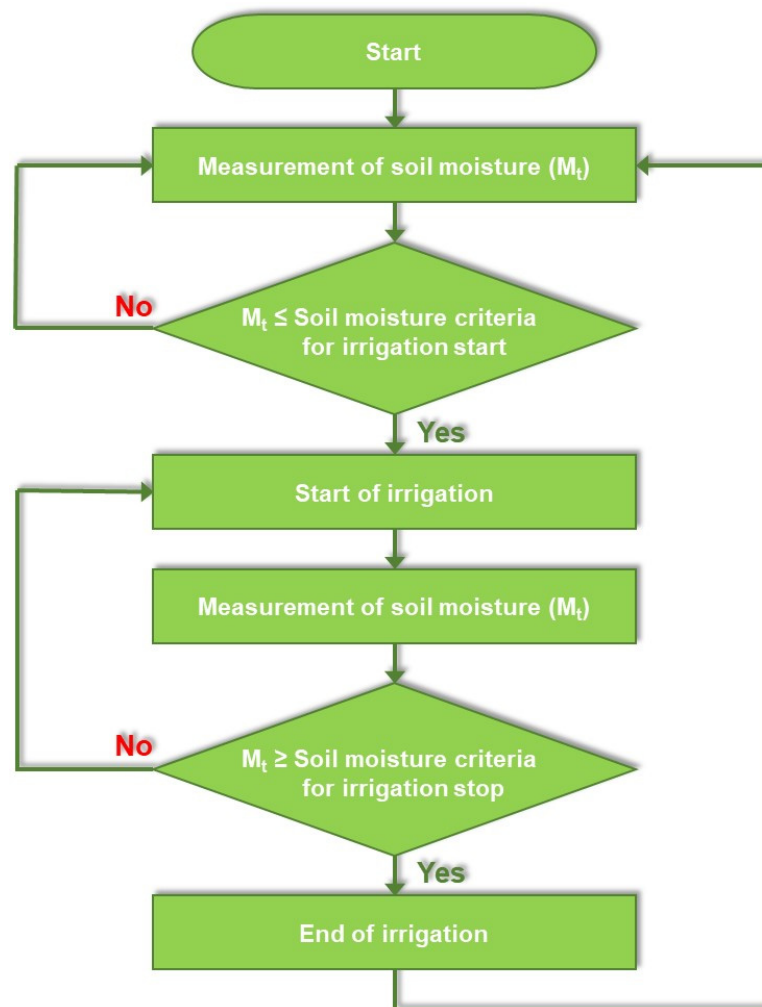 Start
Measurement of soil moisture (Mₜ)
No
Mₜ ≤ Soil moisture criteria
for irrigation start
Yes
Start of irrigation
Measurement of soil moisture (Mₜ)
No
Mₜ ≥ Soil moisture criteria
for irrigation stop
Yes
End of irrigation